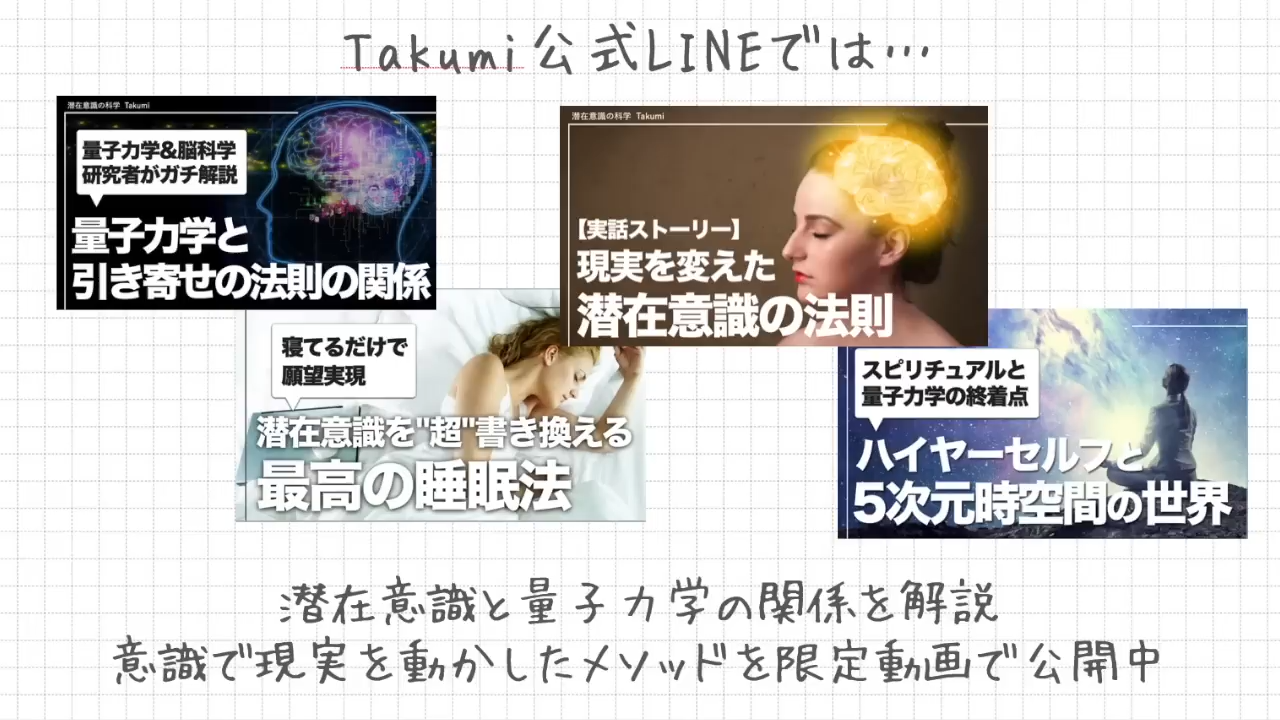 Takumi公式LINEでは…
潜在意識の科学 Takumi
量子力学&脳科学
研究者がガチ解説
量子力学と
引き寄せの法則の関係
潜在意識の科学 Takumi
【実話ストーリー】
現実を変えた
潜在意識の法則
寝てるだけで
願望実現
潜在意識を"超"書き換える
最高の睡眠法
スピリチュアルと
量子力学の終着点
ハイヤーセルフと
5次元時空間の世界
潜在意識と量子力学の関係を解説
意識で現実を動かしたメソッドを限定動画で公開中